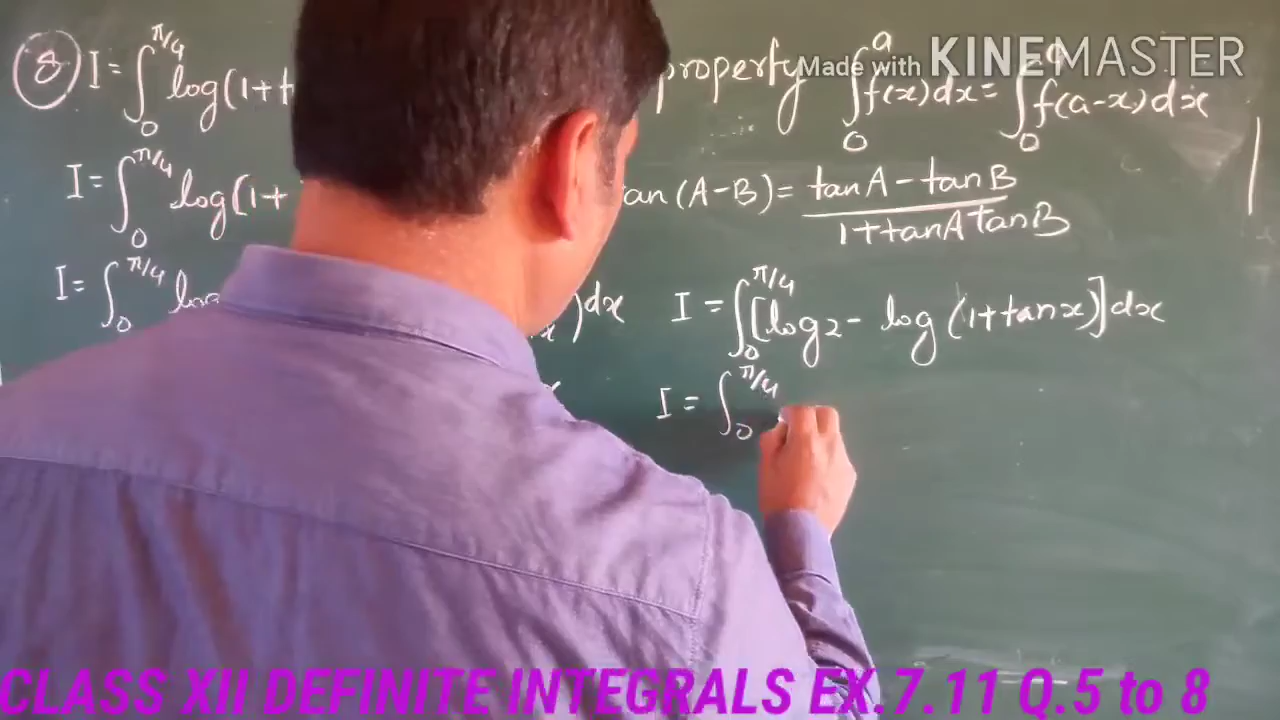 8 I = ∫₀^π/4 log(1+t
property ∫₀^a f(x)dx = ∫₀^a f(a-x)dx
Made with KINEMASTER
I = ∫₀^π/4 log(1+
tan(A-B) = tanA - tanB / 1+tanA tanB
I = ∫₀^π/4 log
)dx
I = ∫₀^π/4 [log2 - log(1+tanx)]dx
I = ∫₀^π/4
CLASS XII DEFINITE INTEGRALS EX.7.11 Q.5 to 8